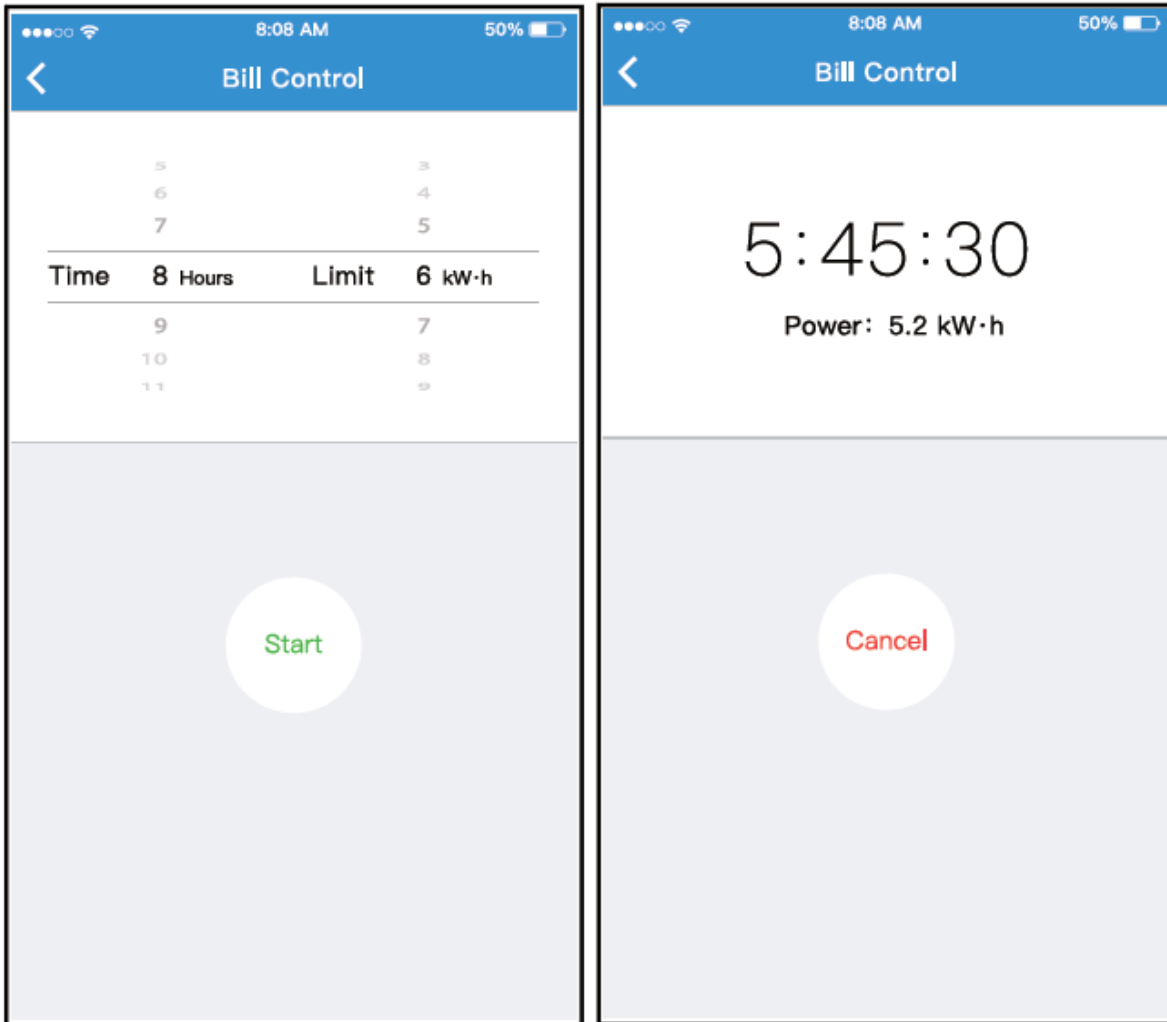 8:08 AM 50%
Bill Control
5 3
6 4
7 5
Time 8 Hours Limit 6 kW·h
9 7
10 8
11 9
Start
8:08 AM 50%
Bill Control
5:45:30
Power: 5.2 kW·h
Cancel